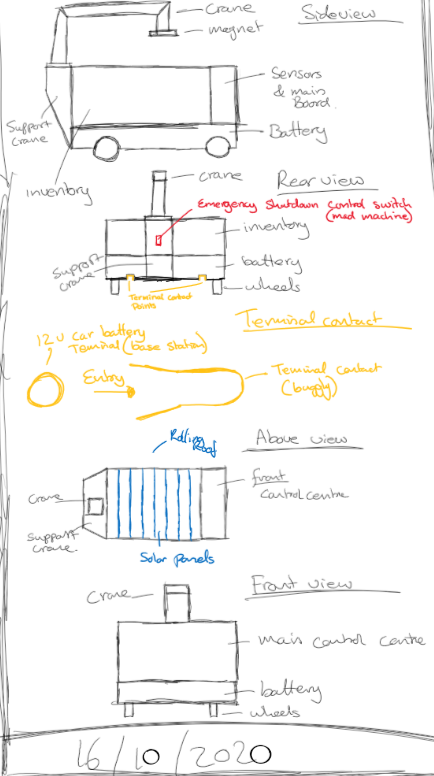 Crane
Sideview
magnet
Sensors
& main
Board.
Support
crane
Battery
inventory
crane
Rear view
Emergency Shutdown control switch
(mad machine)
inventory
Support
crane
battery
wheels
Terminal contact
Points
Terminal contact
12 V car battery
Terminal (base station)
Entry
Terminal contact
(buggy)
Rolling
Roof
Above view
Crane
front
control centre
Support
crane.
Solar panels
Front view
Crane
main control centre
battery
wheels
16/10/2020